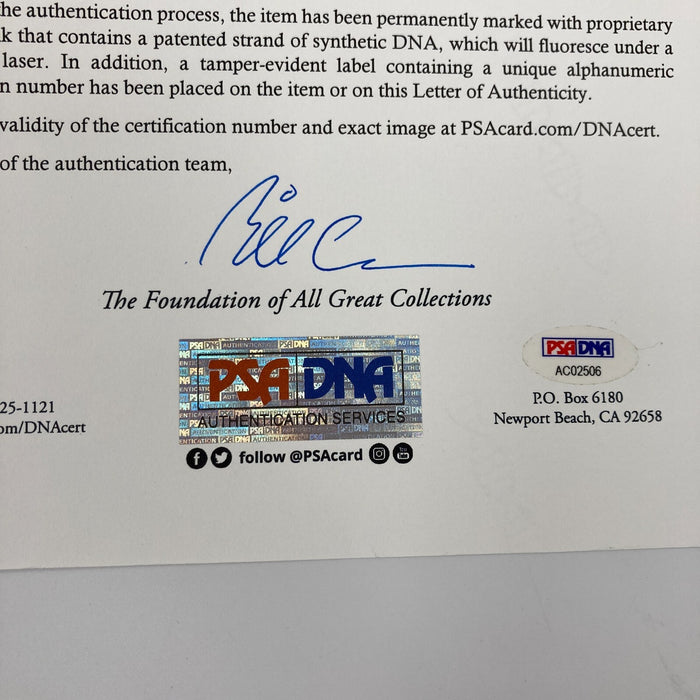 he authentication process, the item has been permanently marked with proprietary
k that contains a patented strand of synthetic DNA, which will fluoresce under a
laser. In addition, a tamper-evident label containing a unique alphanumeric
n number has been placed on the item or on this Letter of Authenticity.
validity of the certification number and exact image at PSAcard.com/DNAcert.
of the authentication team,
The Foundation of All Great Collections
PSA DNA
AUTHENTICATION SERVICES
follow @PSAcard
25-1121
om/DNAcert
PSA DNA
AC02506
P.O. Box 6180
Newport Beach, CA 92658